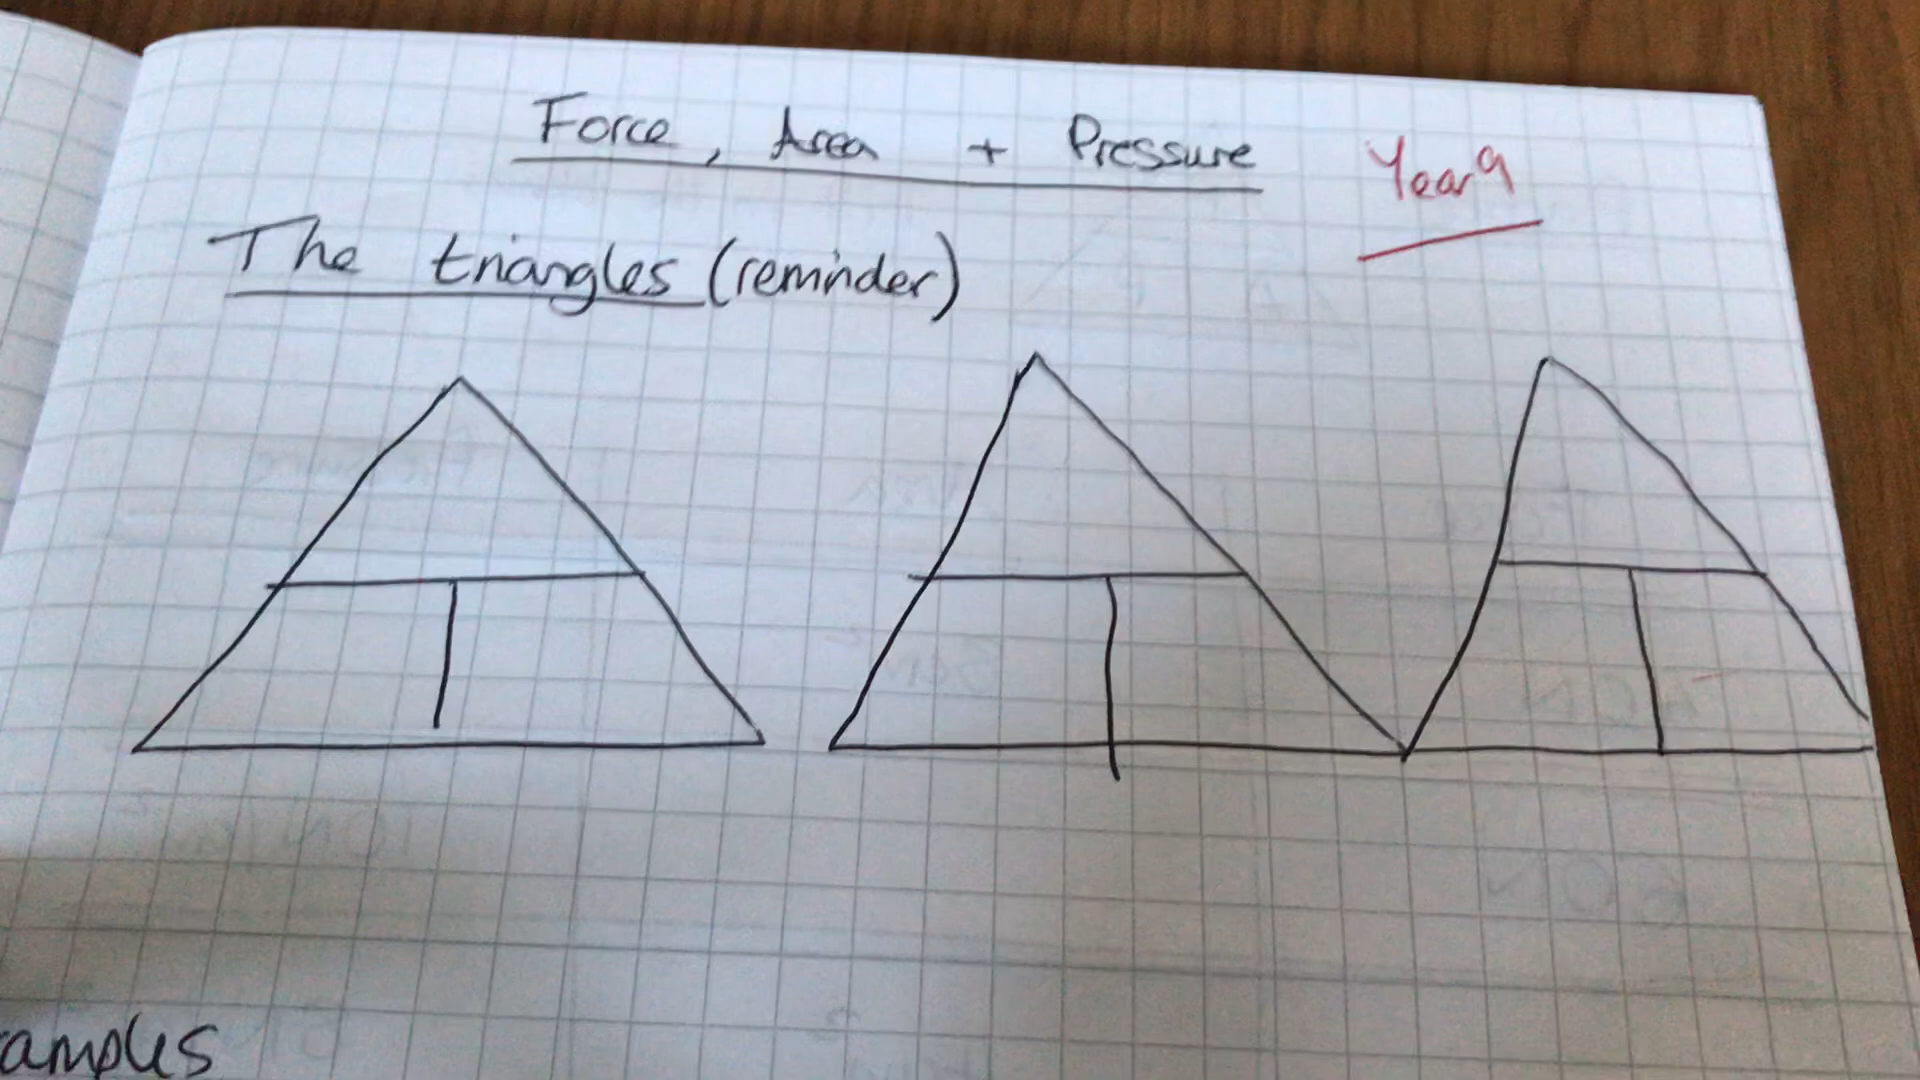 Force, Area + Pressure
Year 9
The triangles (reminder)
amples